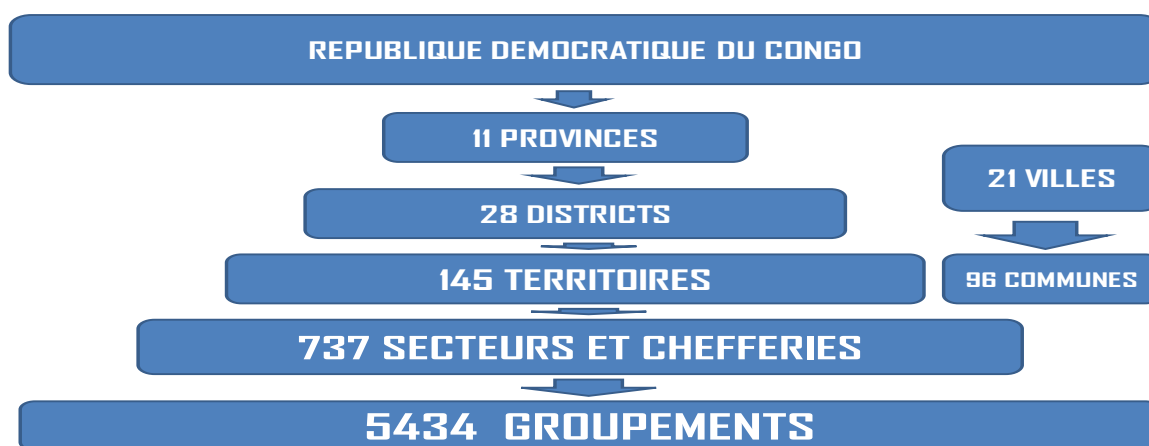 REPUBLIQUE DEMOCRATIQUE DU CONGO
11 PROVINCES
21 VILLES
28 DISTRICTS
145 TERRITOIRES
96 COMMUNES
737 SECTEURS ET CHEFFERIES
5434 GROUPEMENTS